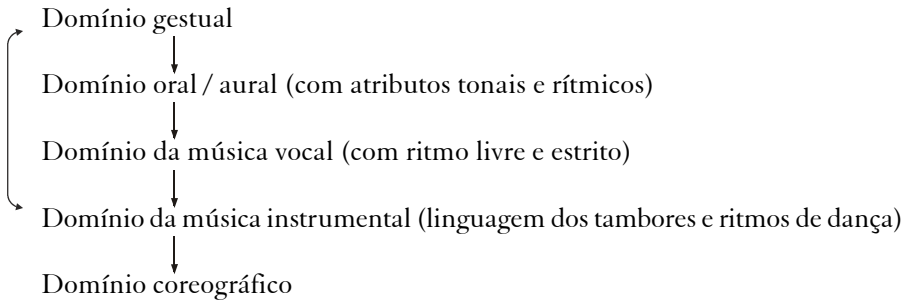 Domínio gestual
Domínio oral / aural (com atributos tonais e rítmicos)
Domínio da música vocal (com ritmo livre e estrito)
Domínio da música instrumental (linguagem dos tambores e ritmos de dança)
Domínio coreográfico